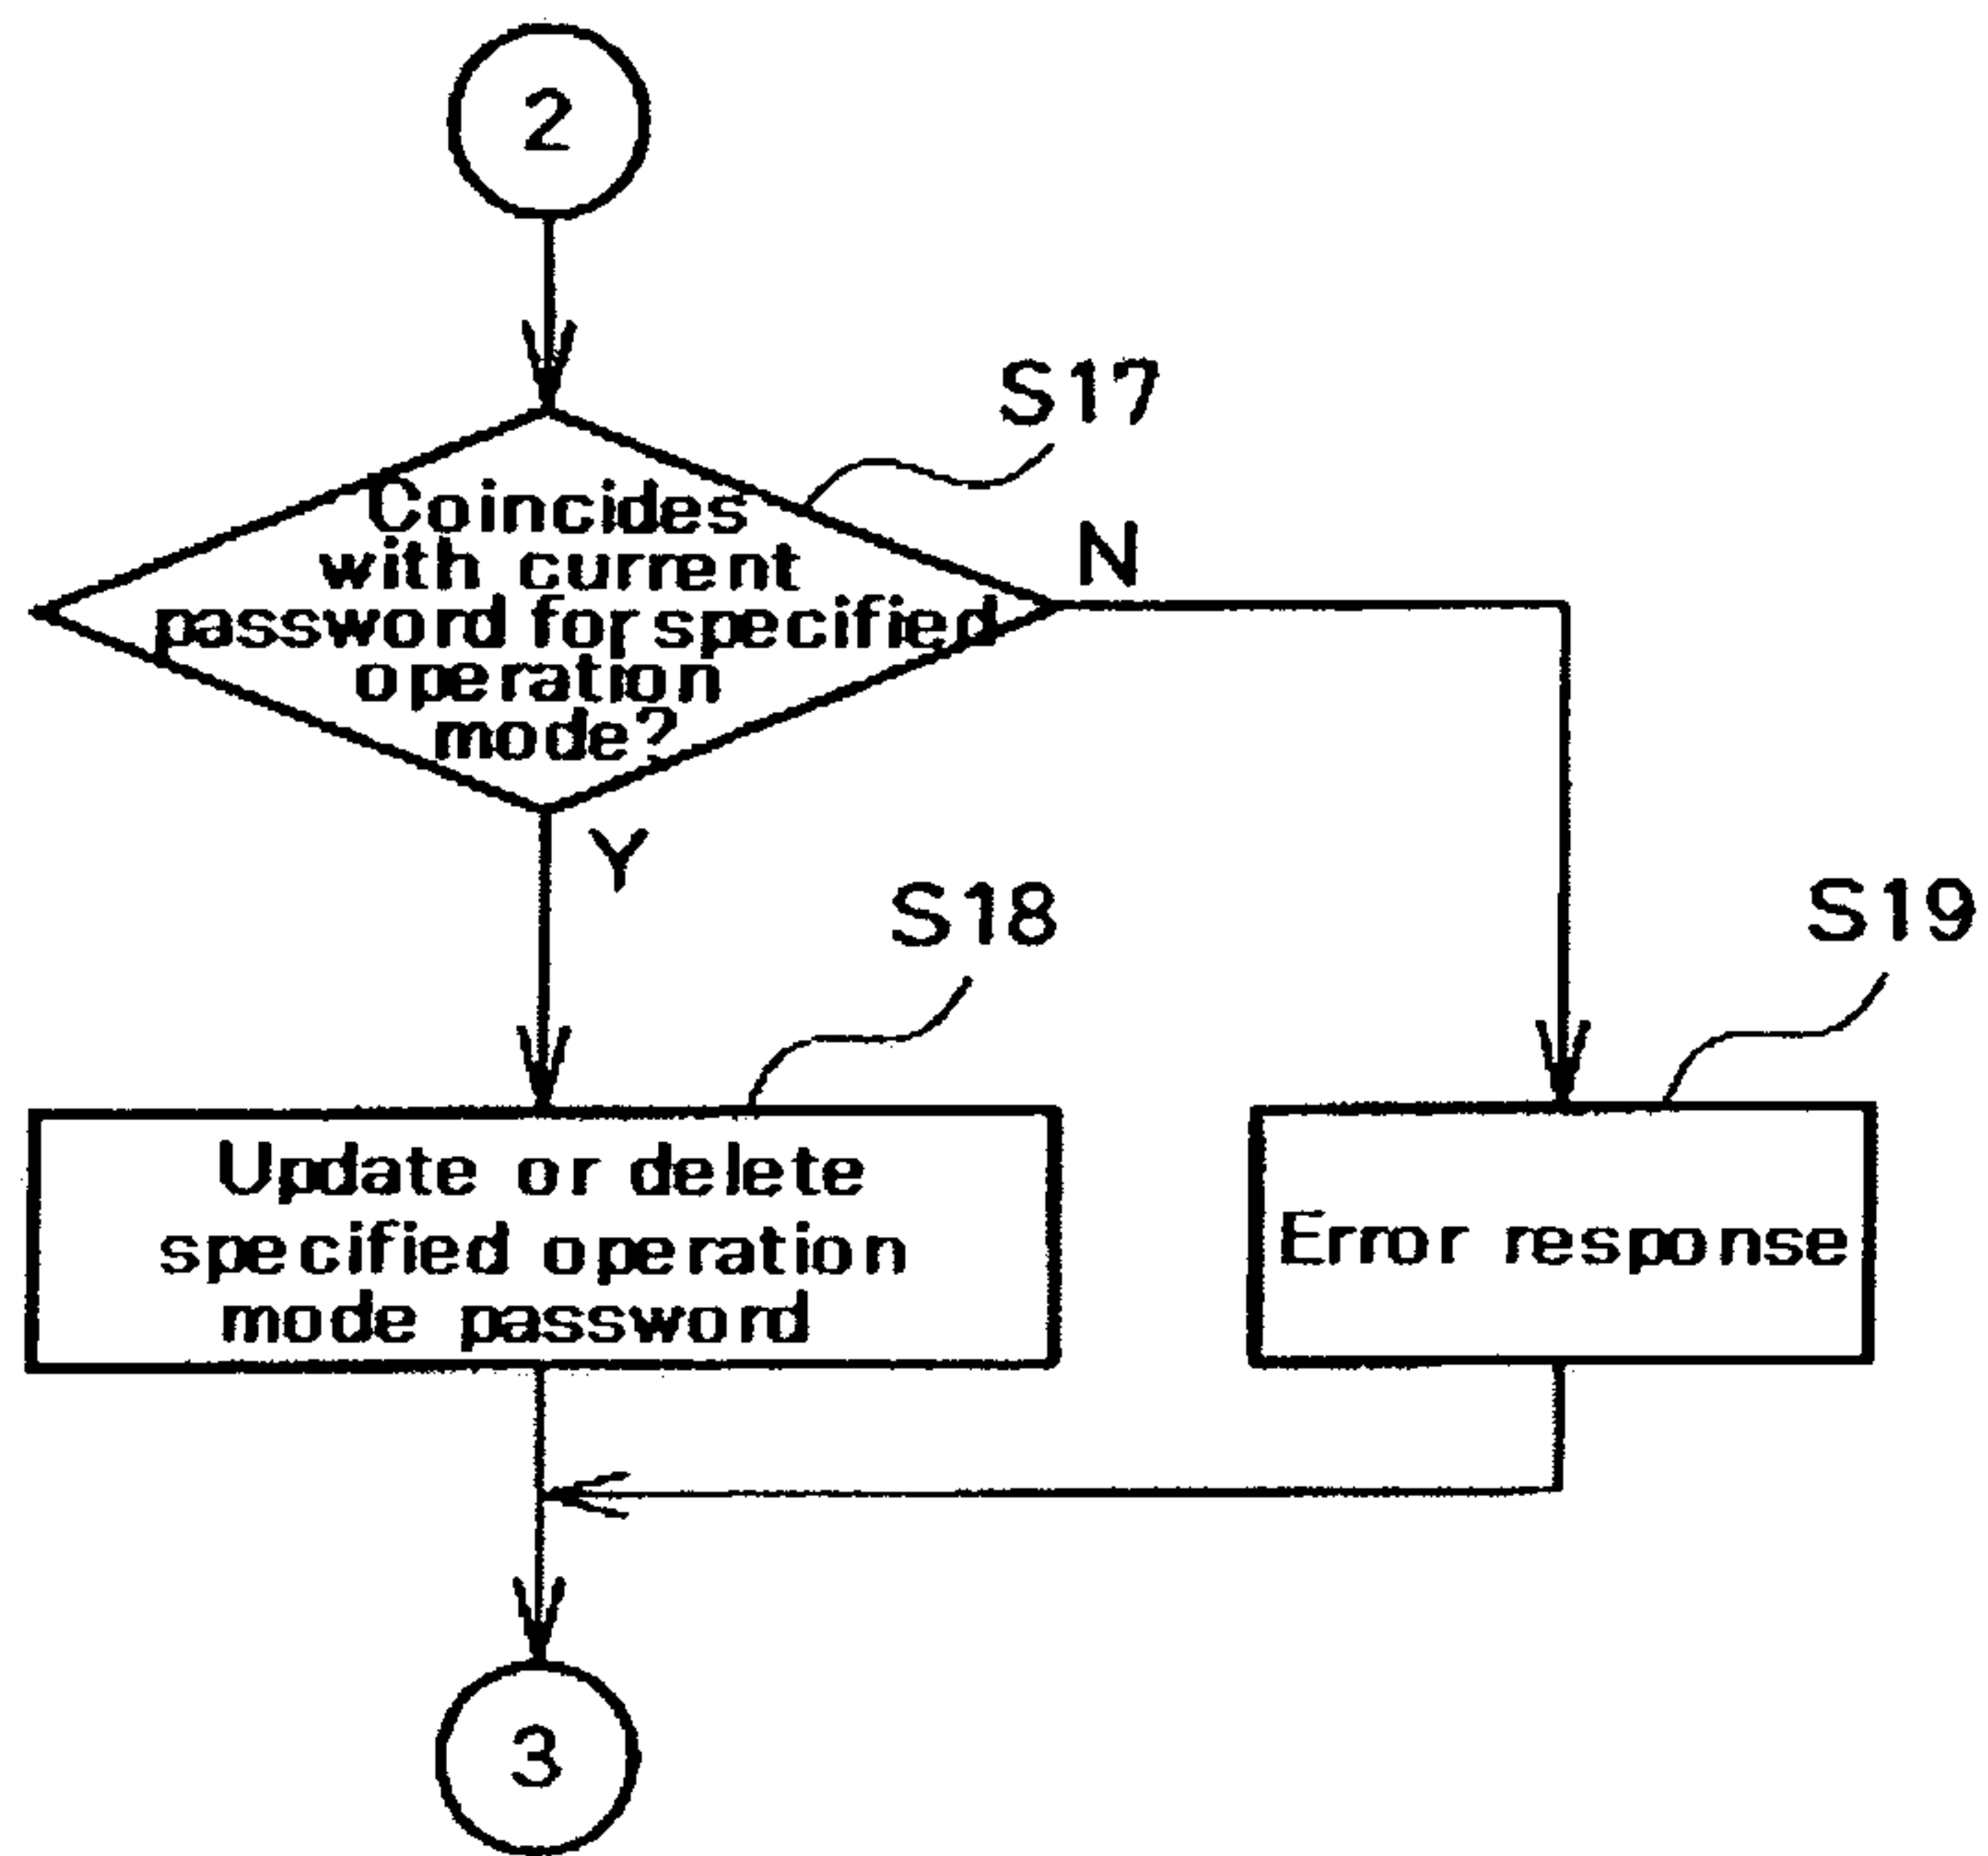 2
S17
Coincides
with current
password for specified
operation
mode?
N
Y
S18
S19
Update or delete
specified operation
mode password
Error response
3